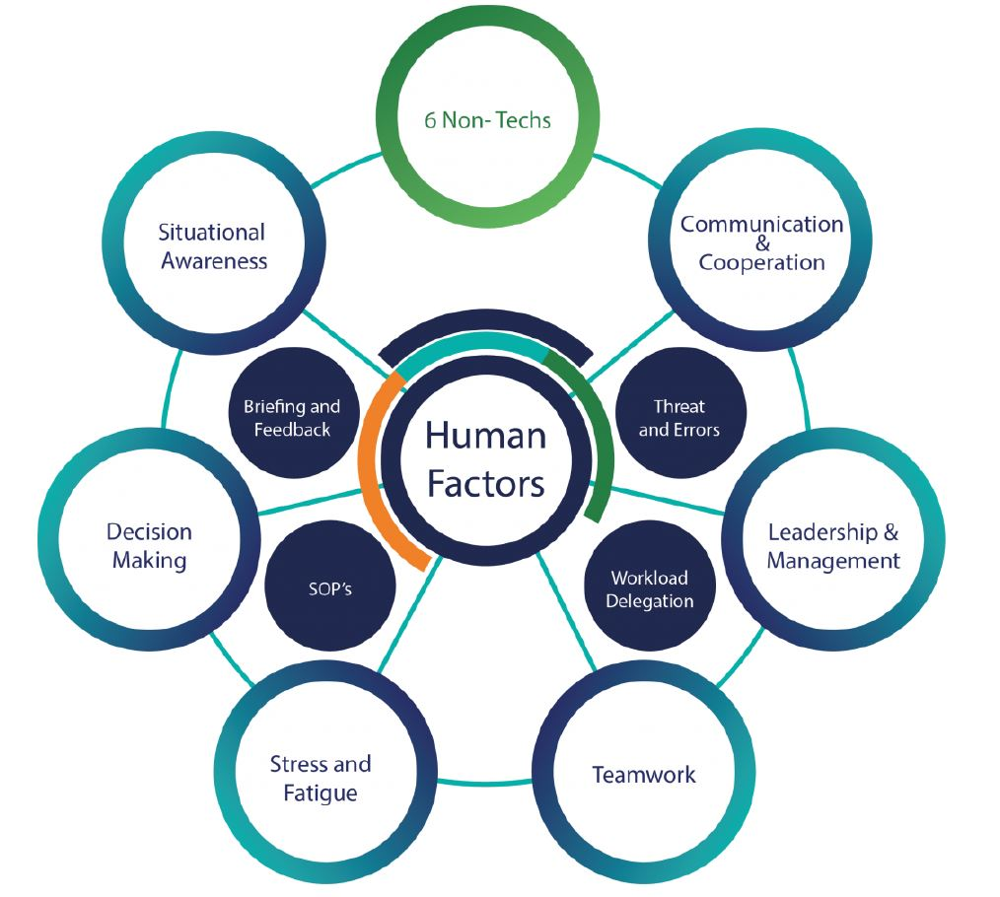 6 Non- Techs
Situational
Awareness
Communication
&
Cooperation
Briefing and
Feedback
Threat
and Errors
Human
Factors
Decision
Making
Leadership &
Management
SOP's
Workload
Delegation
Stress and
Fatigue
Teamwork